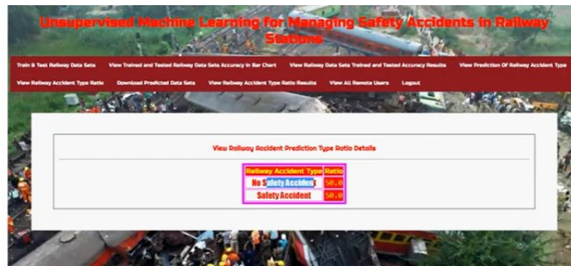 Unsupervised Machine Learning for Managing Safety Accidents in Railway
Stations
Train & Test Railway Data Sets View Trained and Tested Railway Data Sets Accuracy in Bar Chart View Railway Data Sets Trained and Tested Accuracy Results View Prediction Of Railway Accident Type
View Railway Accident Type Ratio Download Predicted Data Sets View Railway Accident Type Ratio Results View All Remote Users Logout
View Railway Accident Prediction Type Ratio Details
Railway Accident Type Ratio
No Safety Accident 50.0
Safety Accident 50.0